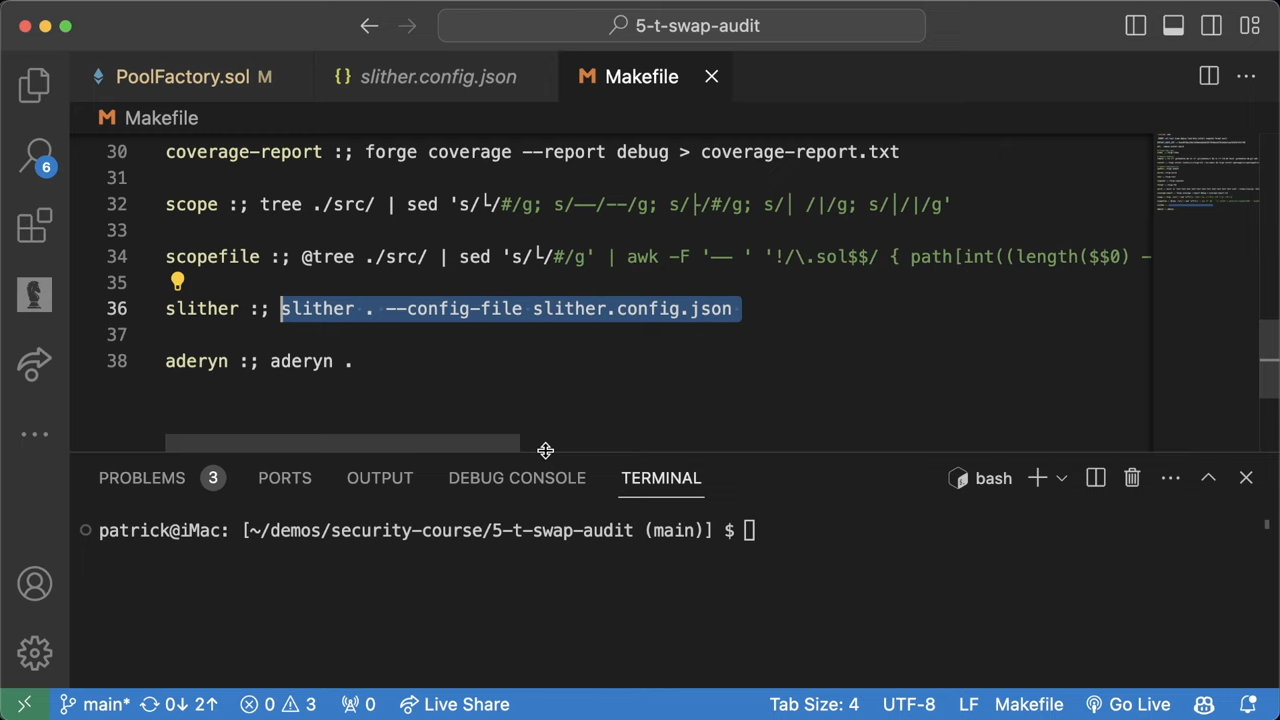 5-t-swap-audit
PoolFactory.sol M
{} slither.config.json
M Makefile
M Makefile
6
30 coverage-report :; forge coverage --report debug > coverage-report.txt
31
32 scope :; tree ./src/ | sed 's/└/#/g; s/──/--/g; s/├/#/g; s/│ /|/g; s/│/|/g'
33
34 scopefile :; @tree ./src/ | sed 's/└/#/g' | awk -F '── ' '!/\.sol$$/ { path[int((length($$0) -
35
36 slither :; slither . --config-file slither.config.json
37
38 aderyn :; aderyn .
PROBLEMS 3 PORTS OUTPUT DEBUG CONSOLE TERMINAL bash
patrick@iMac: [~/demos/security-course/5-t-swap-audit (main)] $
main* 0↓ 2↑ 0 3 0 Live Share Tab Size: 4 UTF-8 LF Makefile Go Live